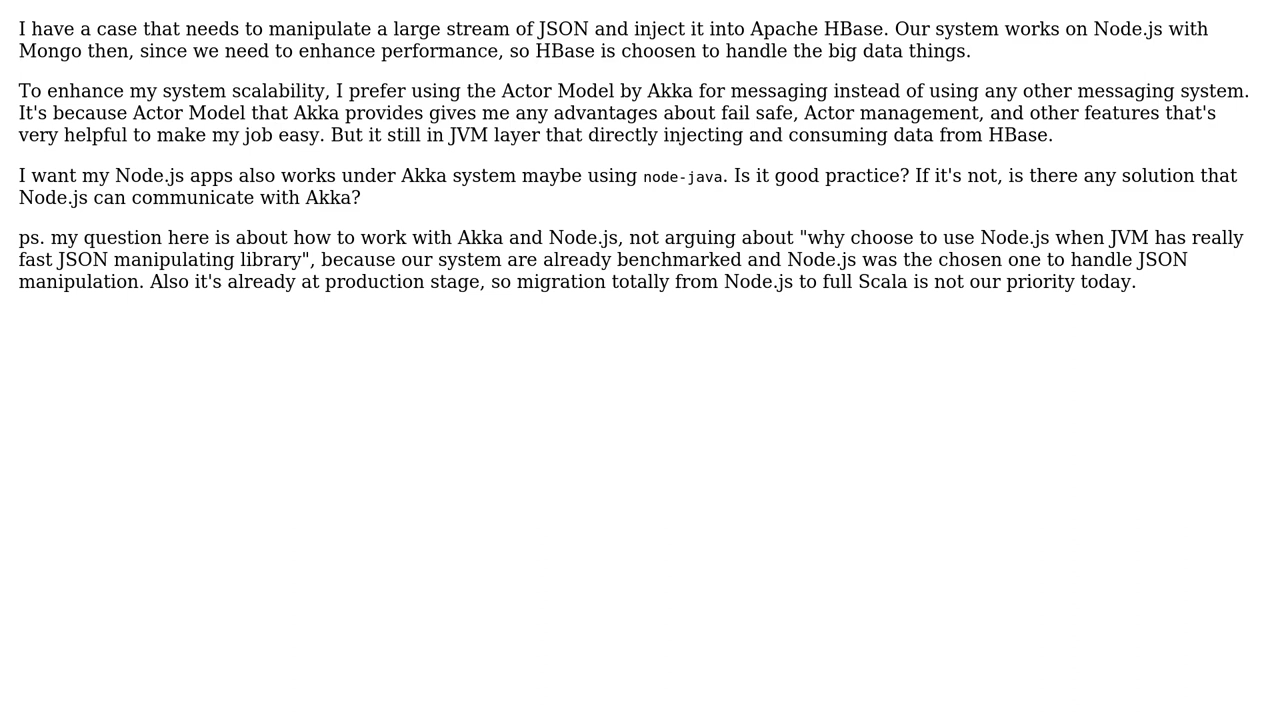 I have a case that needs to manipulate a large stream of JSON and inject it into Apache HBase. Our system works on Node.js with
Mongo then, since we need to enhance performance, so HBase is choosen to handle the big data things.
To enhance my system scalability, I prefer using the Actor Model by Akka for messaging instead of using any other messaging system.
It's because Actor Model that Akka provides gives me any advantages about fail safe, Actor management, and other features that's
very helpful to make my job easy. But it still in JVM layer that directly injecting and consuming data from HBase.
I want my Node.js apps also works under Akka system maybe using node-java. Is it good practice? If it's not, is there any solution that
Node.js can communicate with Akka?
ps. my question here is about how to work with Akka and Node.js, not arguing about "why choose to use Node.js when JVM has really
fast JSON manipulating library", because our system are already benchmarked and Node.js was the chosen one to handle JSON
manipulation. Also it's already at production stage, so migration totally from Node.js to full Scala is not our priority today.